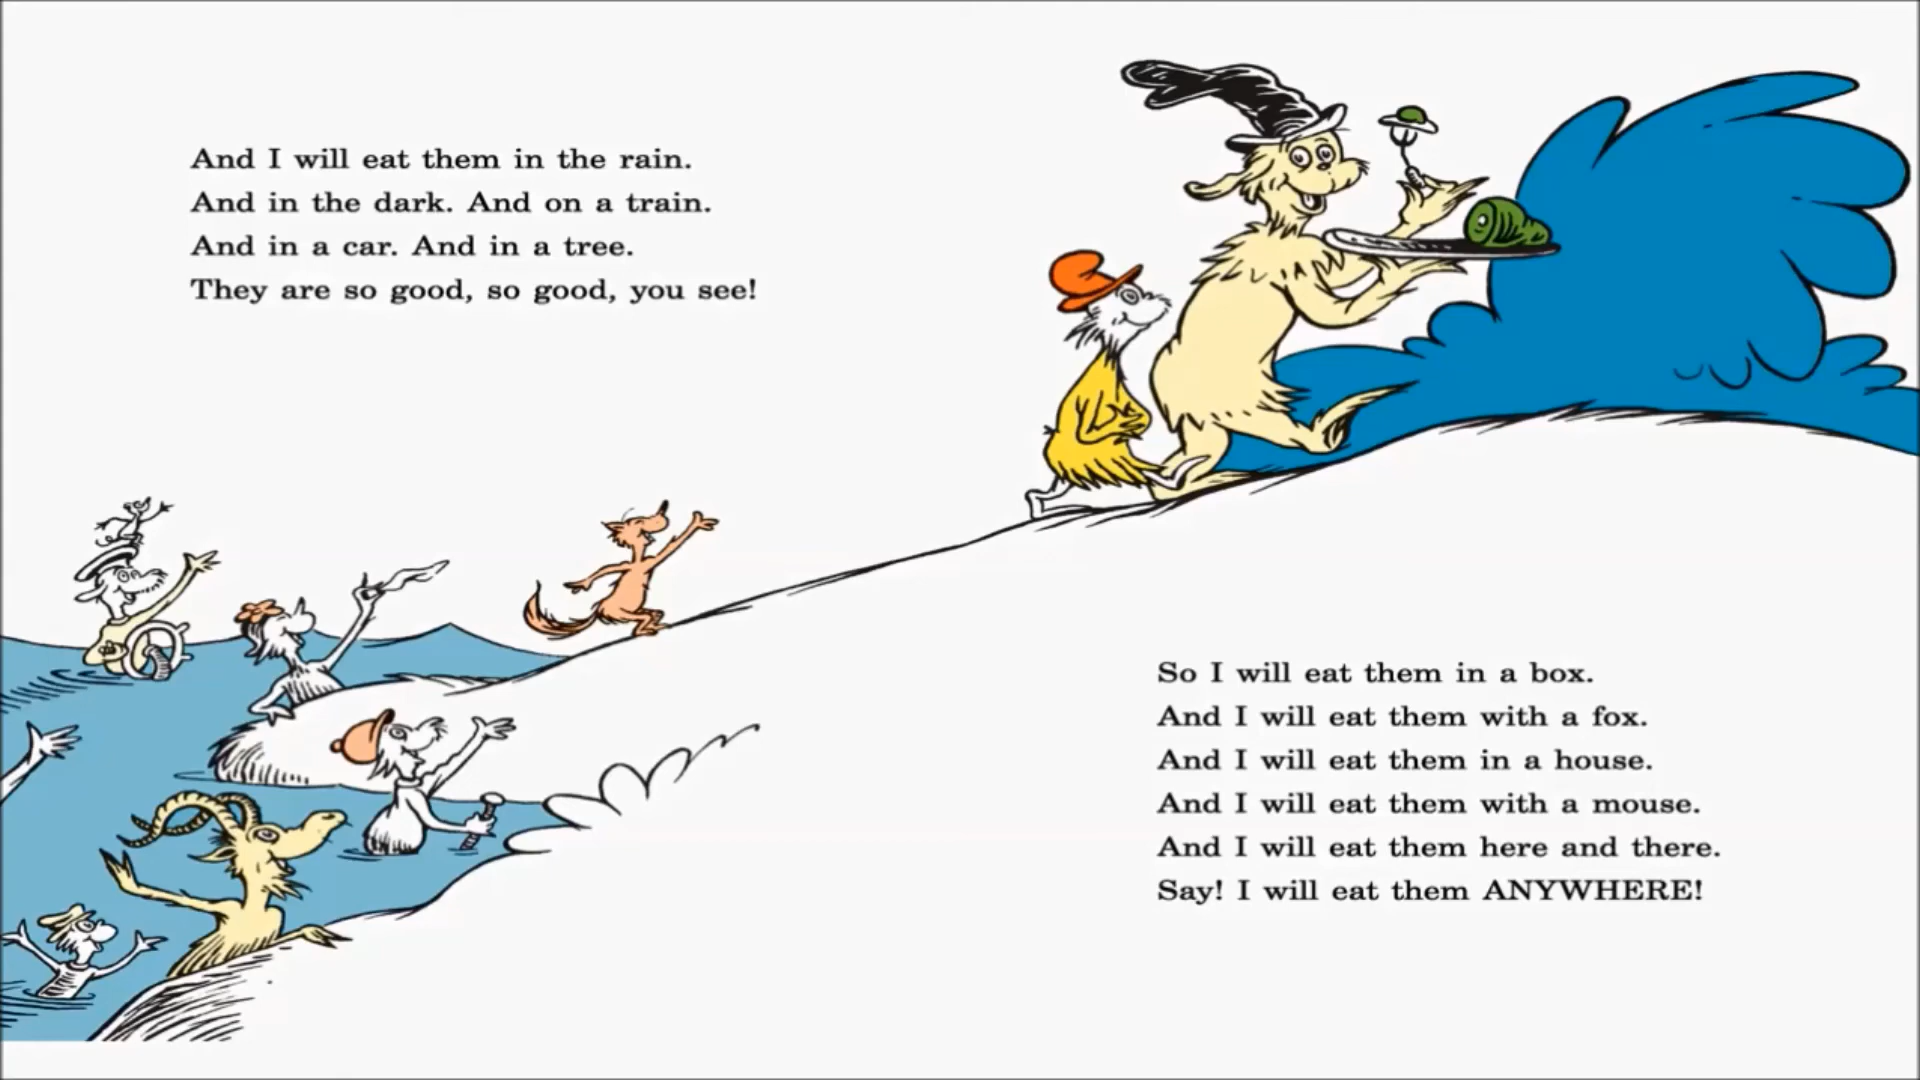 And I will eat them in the rain.
And in the dark. And on a train.
And in a car. And in a tree.
They are so good, so good, you see!
So I will eat them in a box.
And I will eat them with a fox.
And I will eat them in a house.
And I will eat them with a mouse.
And I will eat them here and there.
Say! I will eat them ANYWHERE!